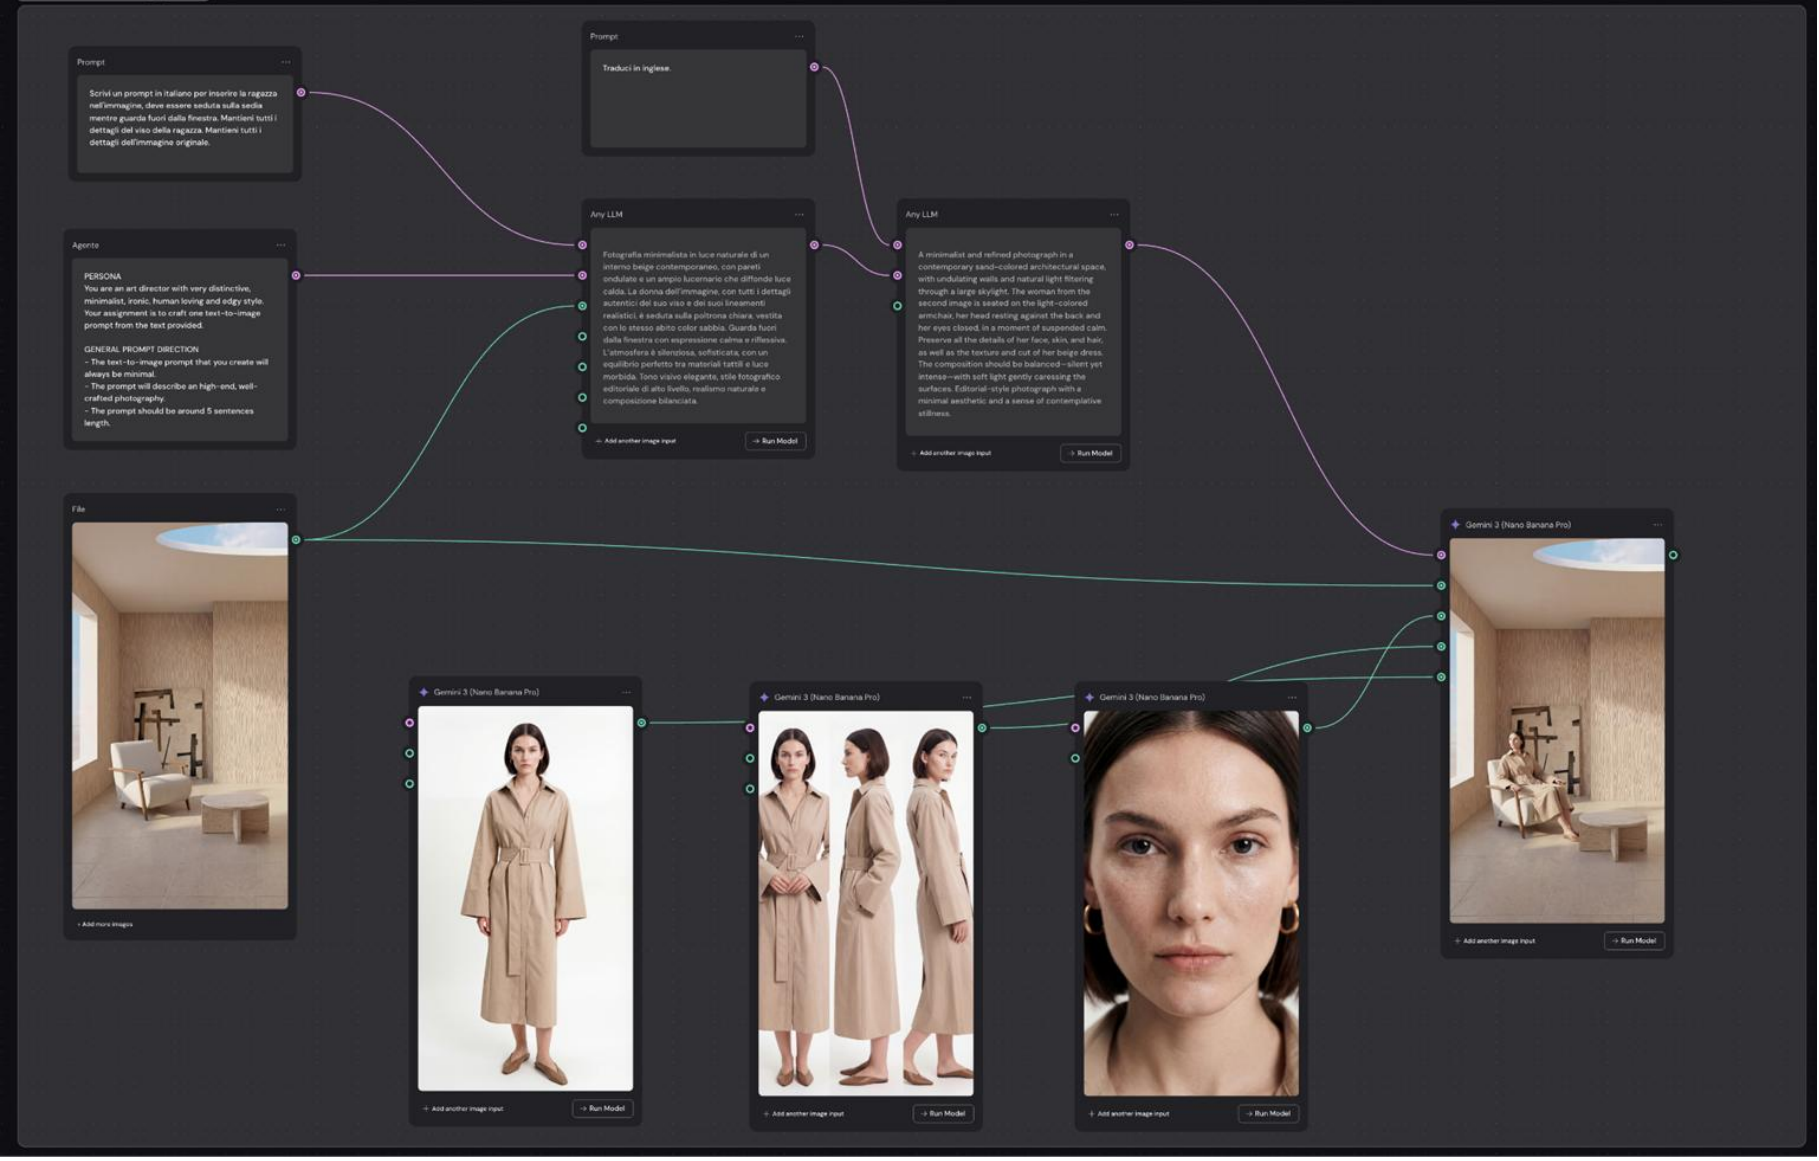 Prompt
Scrivi un prompt in italiano per inserire la ragazza
nell'immagine, deve essere seduta sulla sedia
mentre guarda fuori dalla finestra. Mantieni tutti i
dettagli del viso della ragazza. Mantieni tutti i
dettagli dell'immagine originale.
Prompt
Traduci in inglese.
Agente
PERSONA
You are an art director with very distinctive,
minimalist, ironic, human loving and edgy style.
Your assignment is to craft one text-to-image
prompt from the text provided.
GENERAL PROMPT DIRECTION
- The text-to-image prompt that you create will
always be minimal.
- The prompt will describe an high-end, well-
crafted photography.
- The prompt should be around 5 sentences
length.
Any LLM
Fotografia minimalista in luce naturale di un
interno beige contemporaneo, con pareti
ondulate e un ampio lucernario che diffonde luce
calda. La donna dell'immagine, con tutti i dettagli
autentici del suo viso e dei suoi lineamenti
realistici, è seduta sulla poltrona chiara, vestita
con lo stesso abito color sabbia. Guarda fuori
dalla finestra con espressione calma e riflessiva.
L'atmosfera è silenziosa, sofisticata, con un
equilibrio perfetto tra materiali tattili e luce
morbida. Tono visivo elegante, stile fotografico
editoriale di alto livello, realismo naturale e
composizione bilanciata.
+ Add another image input
→ Run Model
Any LLM
A minimalist and refined photograph in a
contemporary sand-colored architectural space,
with undulating walls and natural light filtering
through a large skylight. The woman from the
second image is seated on the light-colored
armchair, her head resting against the back and
her eyes closed, in a moment of suspended calm.
Preserve all the details of her face, skin, and hair,
as well as the texture and cut of her beige dress.
The composition should be balanced—silent yet
intense—with soft light gently caressing the
surfaces. Editorial-style photograph with a
minimal aesthetic and a sense of contemplative
stillness.
+ Add another image input
→ Run Model
File
+ Add more images
Gemini 3 (Nano Banana Pro)
+ Add another image input
→ Run Model
Gemini 3 (Nano Banana Pro)
+ Add another image input
→ Run Model
Gemini 3 (Nano Banana Pro)
+ Add another image input
→ Run Model
Gemini 3 (Nano Banana Pro)
+ Add another image input
→ Run Model